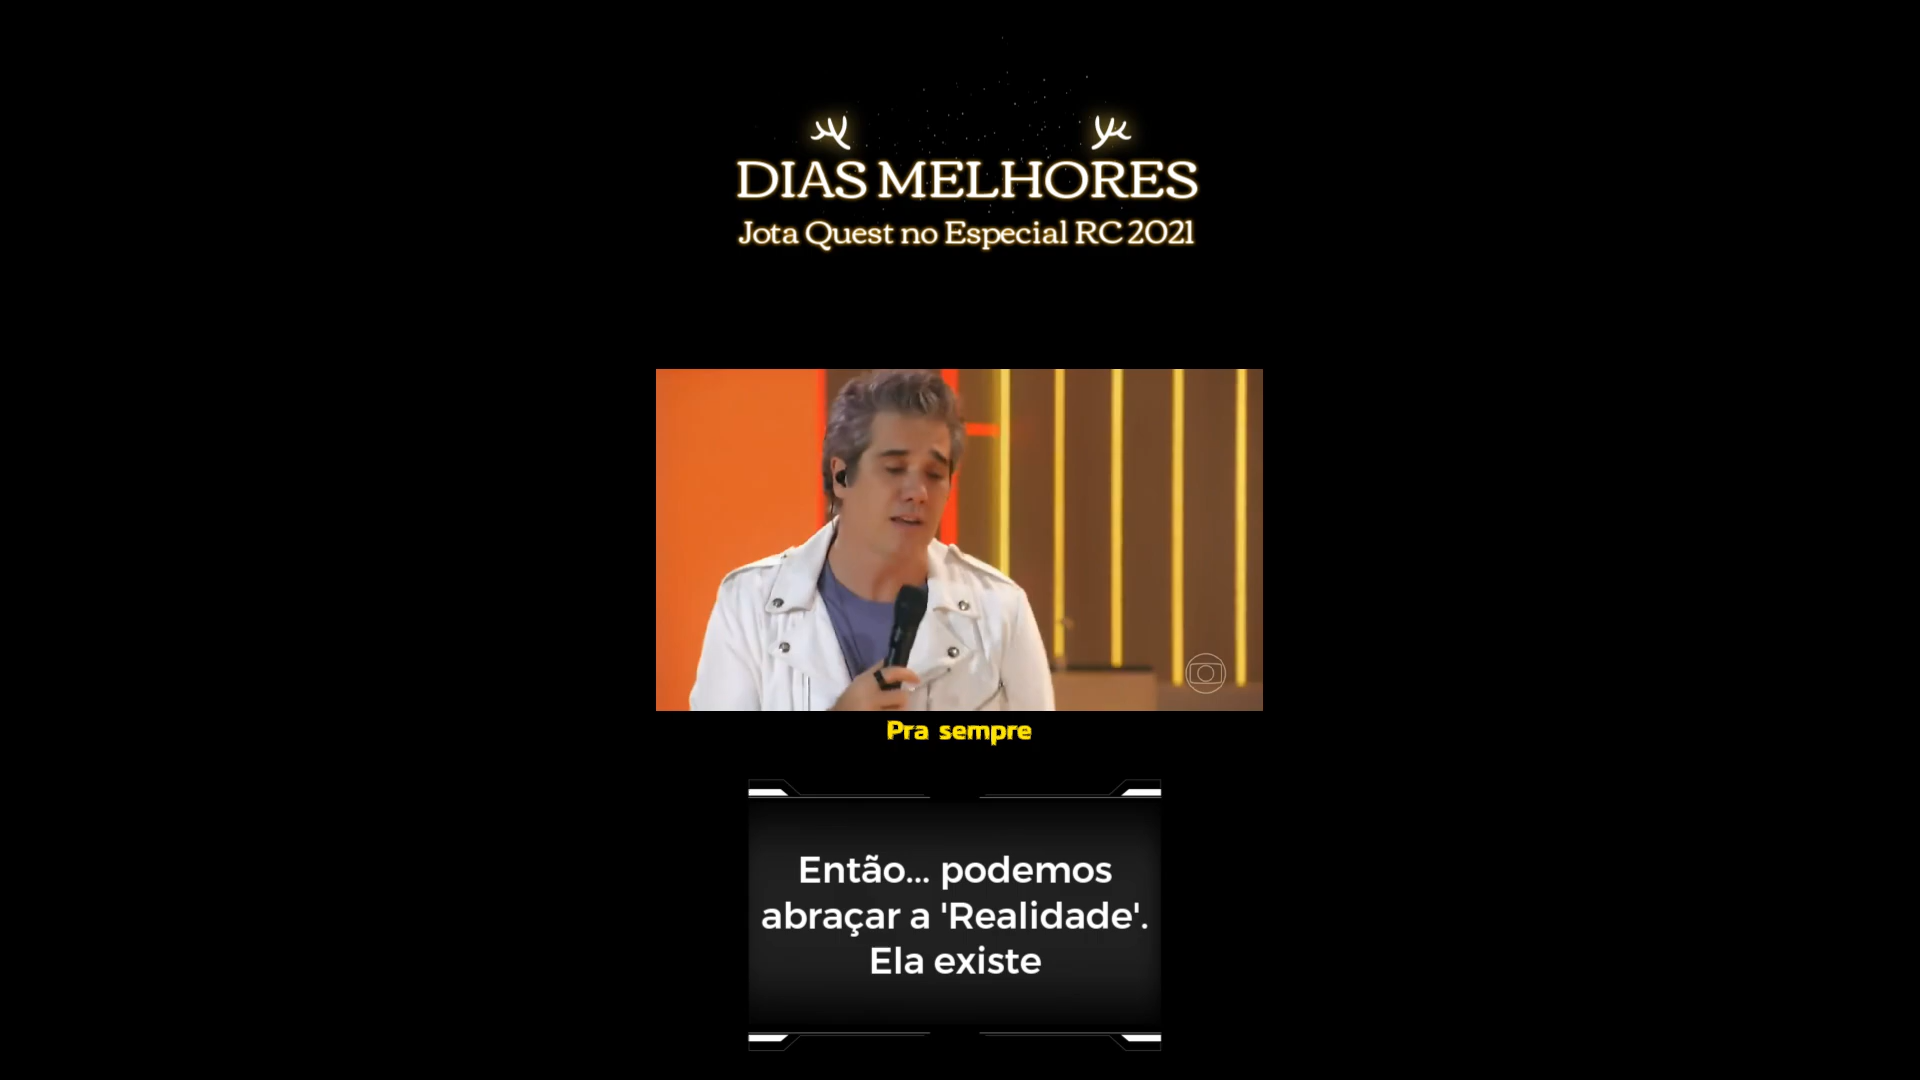 DIAS MELHORES
Jota Quest no Especial RC 2021
Pra sempre
Então... podemos
abraçar a 'Realidade'.
Ela existe